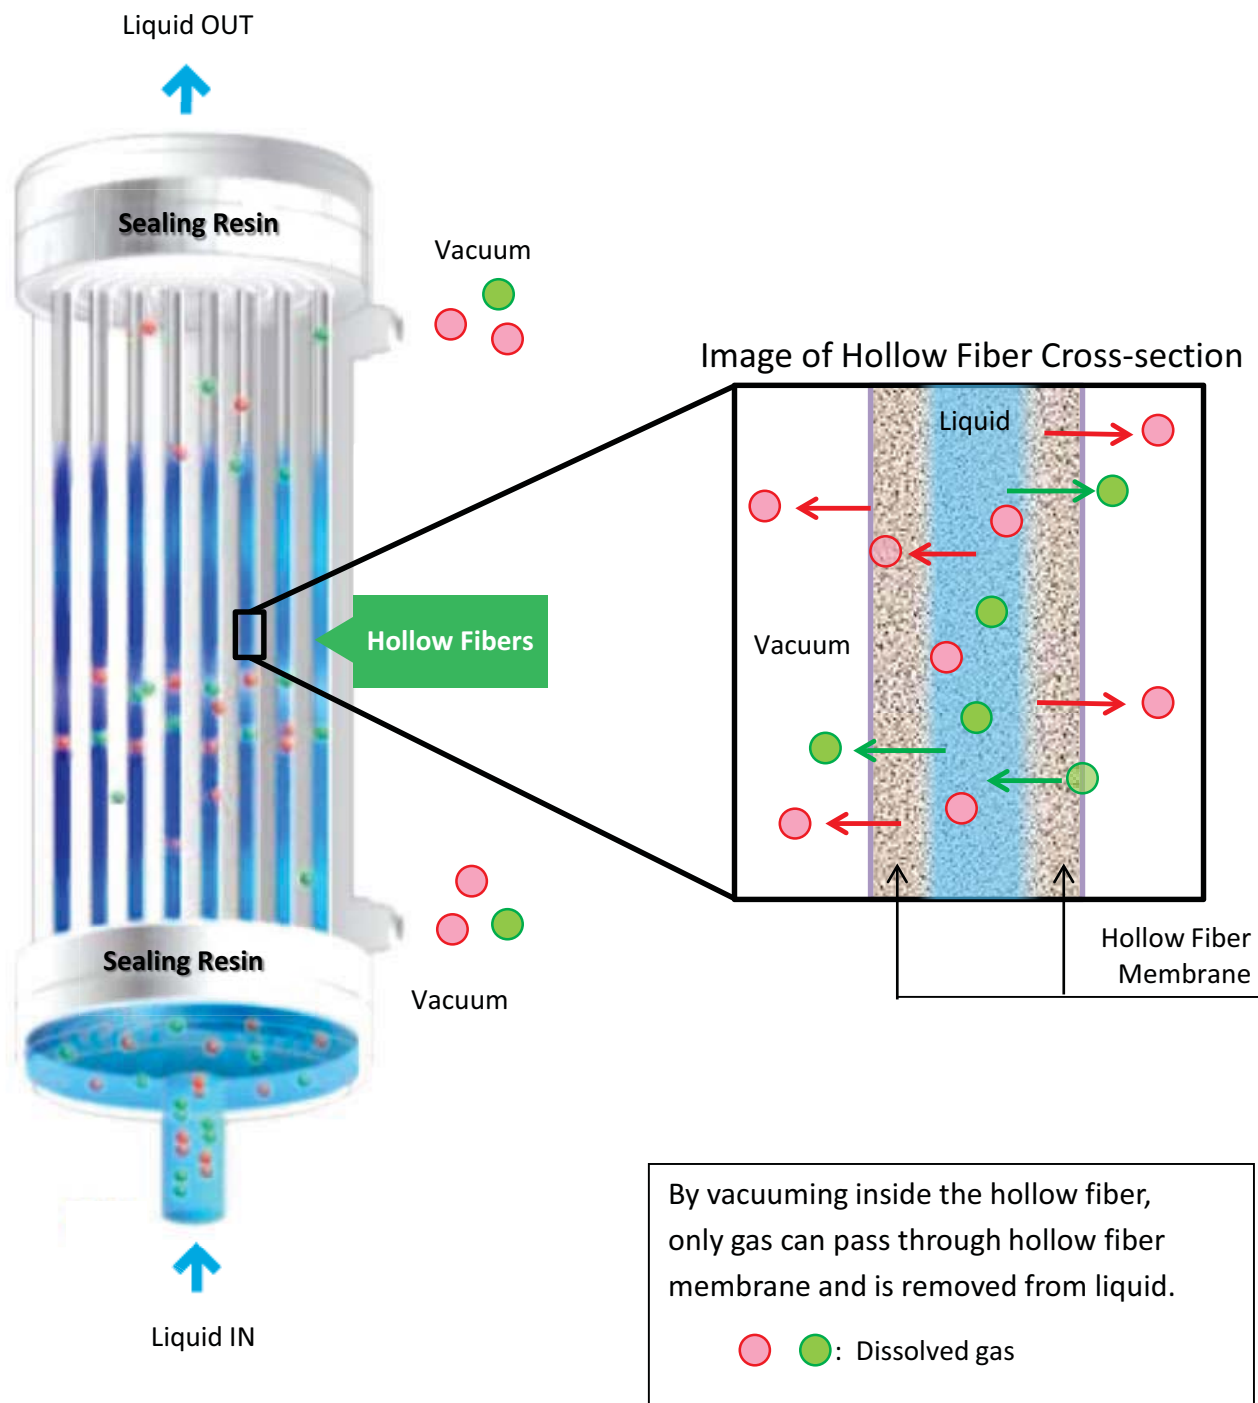 Liquid OUT
Sealing Resin
Vacuum
Image of Hollow Fiber Cross-section
Liquid
Hollow Fibers
Vacuum
Hollow Fiber
Membrane
Sealing Resin
Vacuum
Liquid IN
By vacuuming inside the hollow fiber,
only gas can pass through hollow fiber
membrane and is removed from liquid.
: Dissolved gas